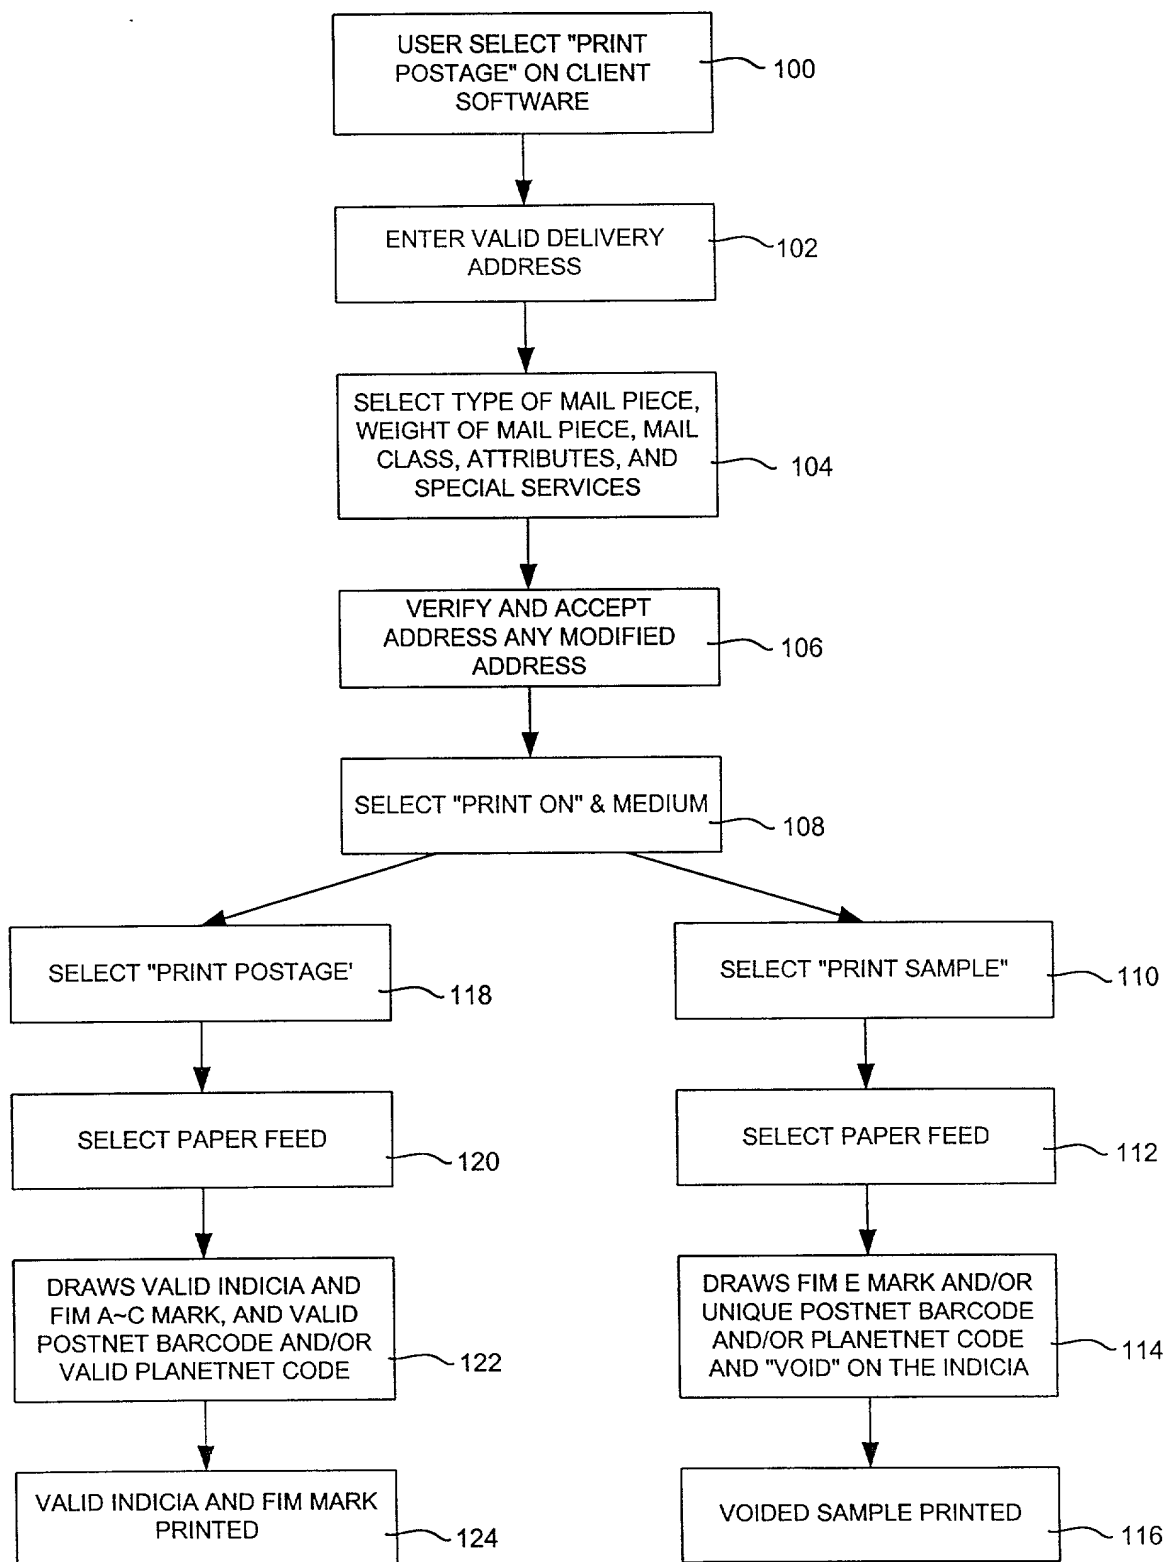 USER SELECT "PRINT
POSTAGE" ON CLIENT
SOFTWARE
100
ENTER VALID DELIVERY
ADDRESS
102
SELECT TYPE OF MAIL PIECE,
WEIGHT OF MAIL PIECE, MAIL
CLASS, ATTRIBUTES, AND
SPECIAL SERVICES
104
VERIFY AND ACCEPT
ADDRESS ANY MODIFIED
ADDRESS
106
SELECT "PRINT ON" & MEDIUM
108
SELECT "PRINT POSTAGE'
118
SELECT PAPER FEED
120
DRAWS VALID INDICIA AND
FIM A~C MARK, AND VALID
POSTNET BARCODE AND/OR
VALID PLANETNET CODE
122
VALID INDICIA AND FIM MARK
PRINTED
124
SELECT "PRINT SAMPLE"
110
SELECT PAPER FEED
112
DRAWS FIM E MARK AND/OR
UNIQUE POSTNET BARCODE
AND/OR PLANETNET CODE
AND "VOID" ON THE INDICIA
114
VOIDED SAMPLE PRINTED
116